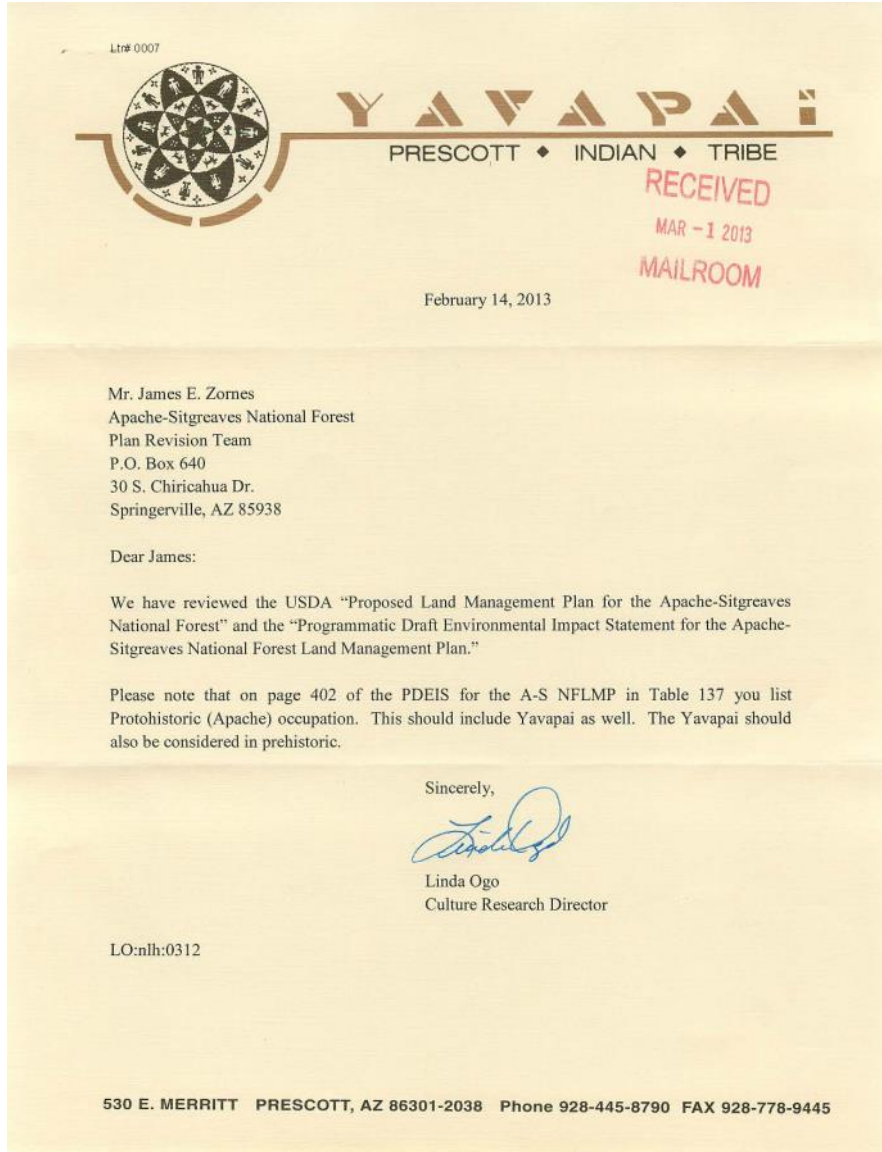 Ltr# 0007
YAVAPAI
PRESCOTT ◆ INDIAN ◆ TRIBE
RECEIVED
MAR -1 2013
MAILROOM
February 14, 2013
Mr. James E. Zornes
Apache-Sitgreaves National Forest
Plan Revision Team
P.O. Box 640
30 S. Chiricahua Dr.
Springerville, AZ 85938
Dear James:
We have reviewed the USDA “Proposed Land Management Plan for the Apache-Sitgreaves
National Forest” and the “Programmatic Draft Environmental Impact Statement for the Apache-
Sitgreaves National Forest Land Management Plan.”
Please note that on page 402 of the PDEIS for the A-S NFLMP in Table 137 you list
Protohistoric (Apache) occupation. This should include Yavapai as well. The Yavapai should
also be considered in prehistoric.
Sincerely,
Linda Ogo
Linda Ogo
Culture Research Director
LO:nlh:0312
530 E. MERRITT PRESCOTT, AZ 86301-2038 Phone 928-445-8790 FAX 928-778-9445